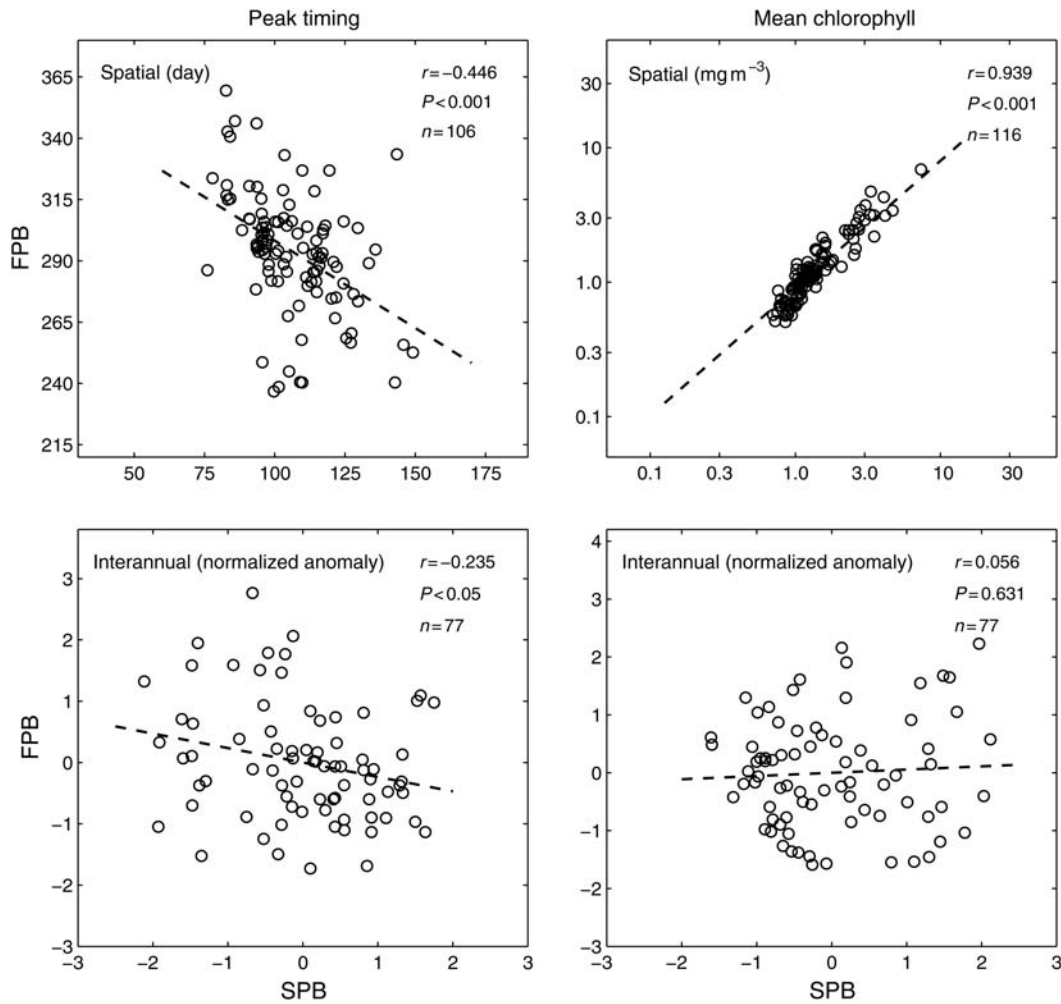 Peak timing
Mean chlorophyll
Spatial (day)
r=−0.446
P<0.001
n=106
FPB
365
340
315
290
265
240
215
50
75
100
125
150
175
Spatial (mg m−3)
r=0.939
P<0.001
n=116
30
10
3.0
1.0
0.3
0.1
0.1
0.3
1.0
3.0
10
30
Interannual (normalized anomaly)
r=−0.235
P<0.05
n=77
FPB
3
2
1
0
−1
−2
−3
−3
−2
−1
0
1
2
3
SPB
Interannual (normalized anomaly)
r=0.056
P=0.631
n=77
4
3
2
1
0
−1
−2
−3
−3
−2
−1
0
1
2
3
SPB